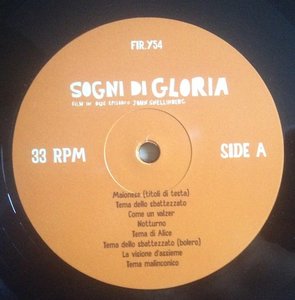 FTR.Y54
SOGNI DI GLORIA
FILM IN DUE EPISODI JOHN SNELLINBERG
33 RPM
SIDE A
Maionese (titoli di testa)
Tema dello sbattezzato
Come un valzer
Notturno
Tema di Alice
Tema dello sbattezzato (bolero)
La visione d'assieme
Tema malinconico